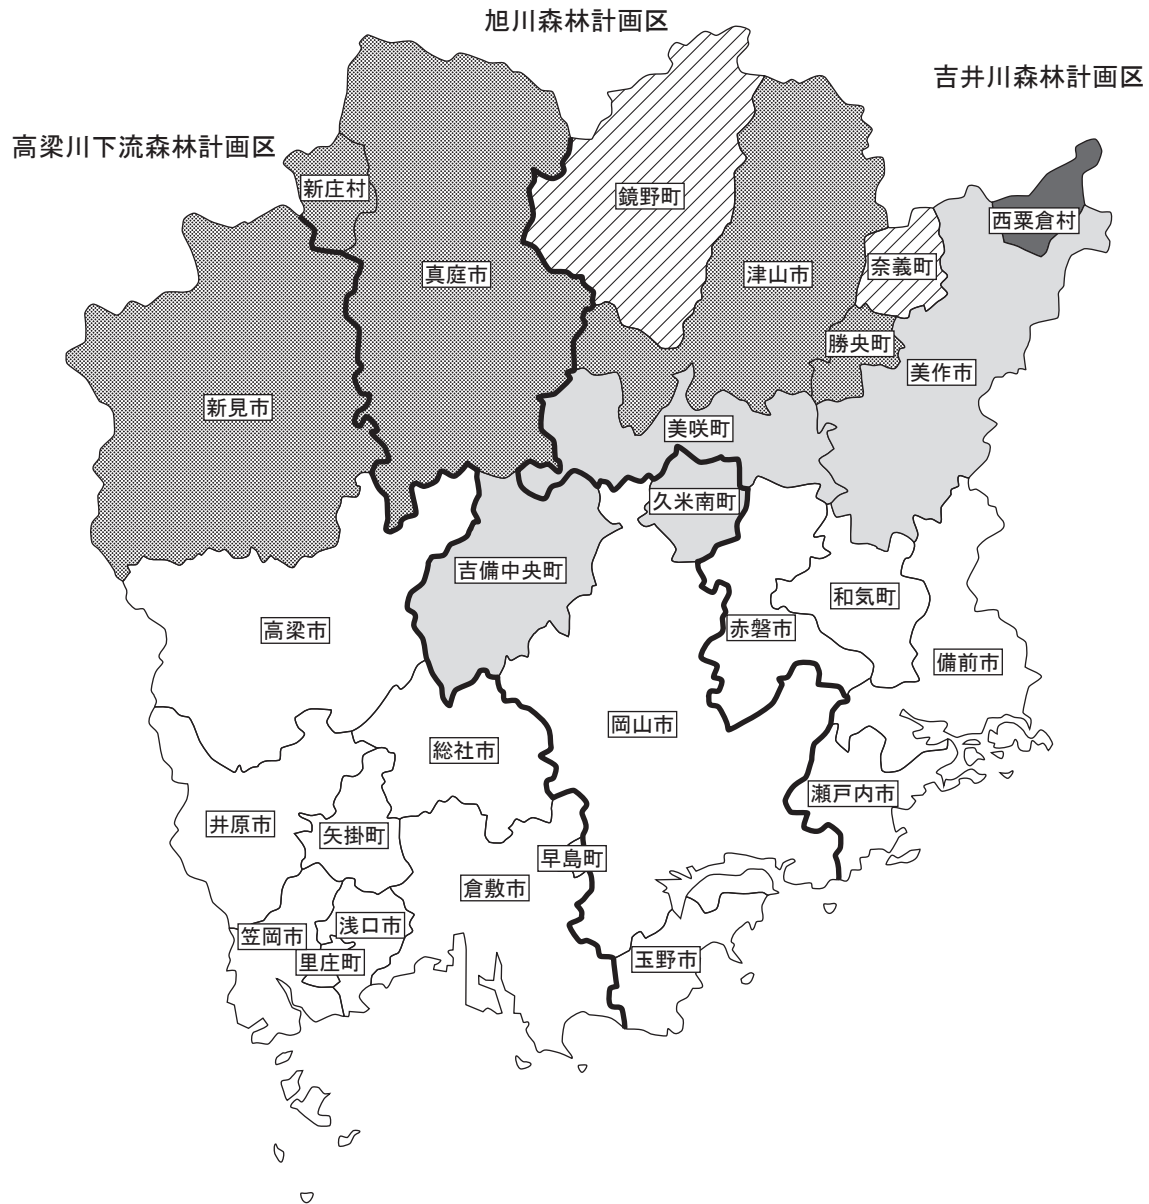 旭川森林計画区
吉井川森林計画区
高梁川下流森林計画区
新庄村
鏡野町
西粟倉村
真庭市
津山市
奈義町
勝央町
美作市
新見市
美咲町
久米南町
吉備中央町
和気町
高梁市
赤磐市
備前市
岡山市
総社市
瀬戸内市
井原市
矢掛町
早島町
倉敷市
浅口市
笠岡市
里庄町
玉野市